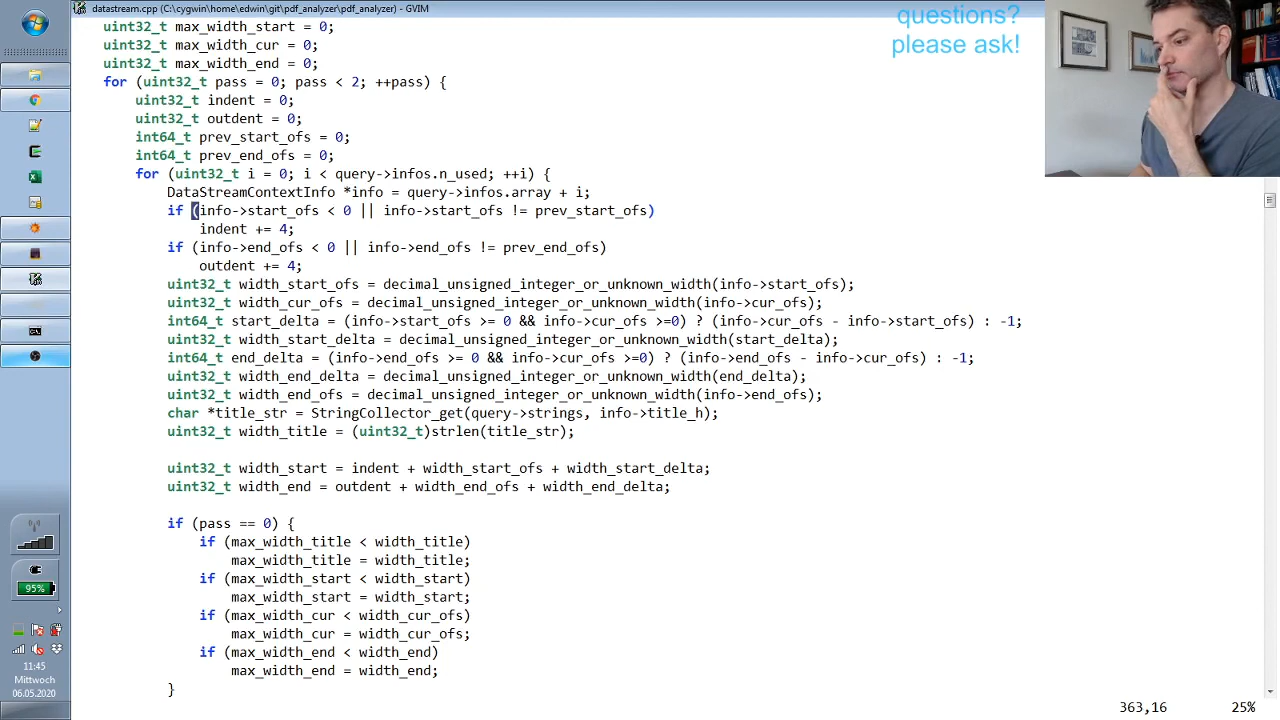 datastream.cpp (C:\cygwin\home\edwin\git\pdf_analyzer\pdf_analyzer) - GVIM
questions?
please ask!
uint32_t max_width_start = 0;
uint32_t max_width_cur = 0;
uint32_t max_width_end = 0;
for (uint32_t pass = 0; pass < 2; ++pass) {
uint32_t indent = 0;
uint32_t outdent = 0;
int64_t prev_start_ofs = 0;
int64_t prev_end_ofs = 0;
for (uint32_t i = 0; i < query->infos.n_used; ++i) {
DataStreamContextInfo *info = query->infos.array + i;
if (info->start_ofs < 0 || info->start_ofs != prev_start_ofs)
indent += 4;
if (info->end_ofs < 0 || info->end_ofs != prev_end_ofs)
outdent += 4;
uint32_t width_start_ofs = decimal_unsigned_integer_or_unknown_width(info->start_ofs);
uint32_t width_cur_ofs = decimal_unsigned_integer_or_unknown_width(info->cur_ofs);
int64_t start_delta = (info->start_ofs >= 0 && info->cur_ofs >=0) ? (info->cur_ofs - info->start_ofs) : -1;
uint32_t width_start_delta = decimal_unsigned_integer_or_unknown_width(start_delta);
int64_t end_delta = (info->end_ofs >= 0 && info->cur_ofs >=0) ? (info->end_ofs - info->cur_ofs) : -1;
uint32_t width_end_delta = decimal_unsigned_integer_or_unknown_width(end_delta);
uint32_t width_end_ofs = decimal_unsigned_integer_or_unknown_width(info->end_ofs);
char *title_str = StringCollector_get(query->strings, info->title_h);
uint32_t width_title = (uint32_t)strlen(title_str);
uint32_t width_start = indent + width_start_ofs + width_start_delta;
uint32_t width_end = outdent + width_end_ofs + width_end_delta;
if (pass == 0) {
if (max_width_title < width_title)
max_width_title = width_title;
if (max_width_start < width_start)
max_width_start = width_start;
if (max_width_cur < width_cur_ofs)
max_width_cur = width_cur_ofs;
if (max_width_end < width_end)
max_width_end = width_end;
}
363,16
25%
95%
11:45
Mittwoch
06.05.2020